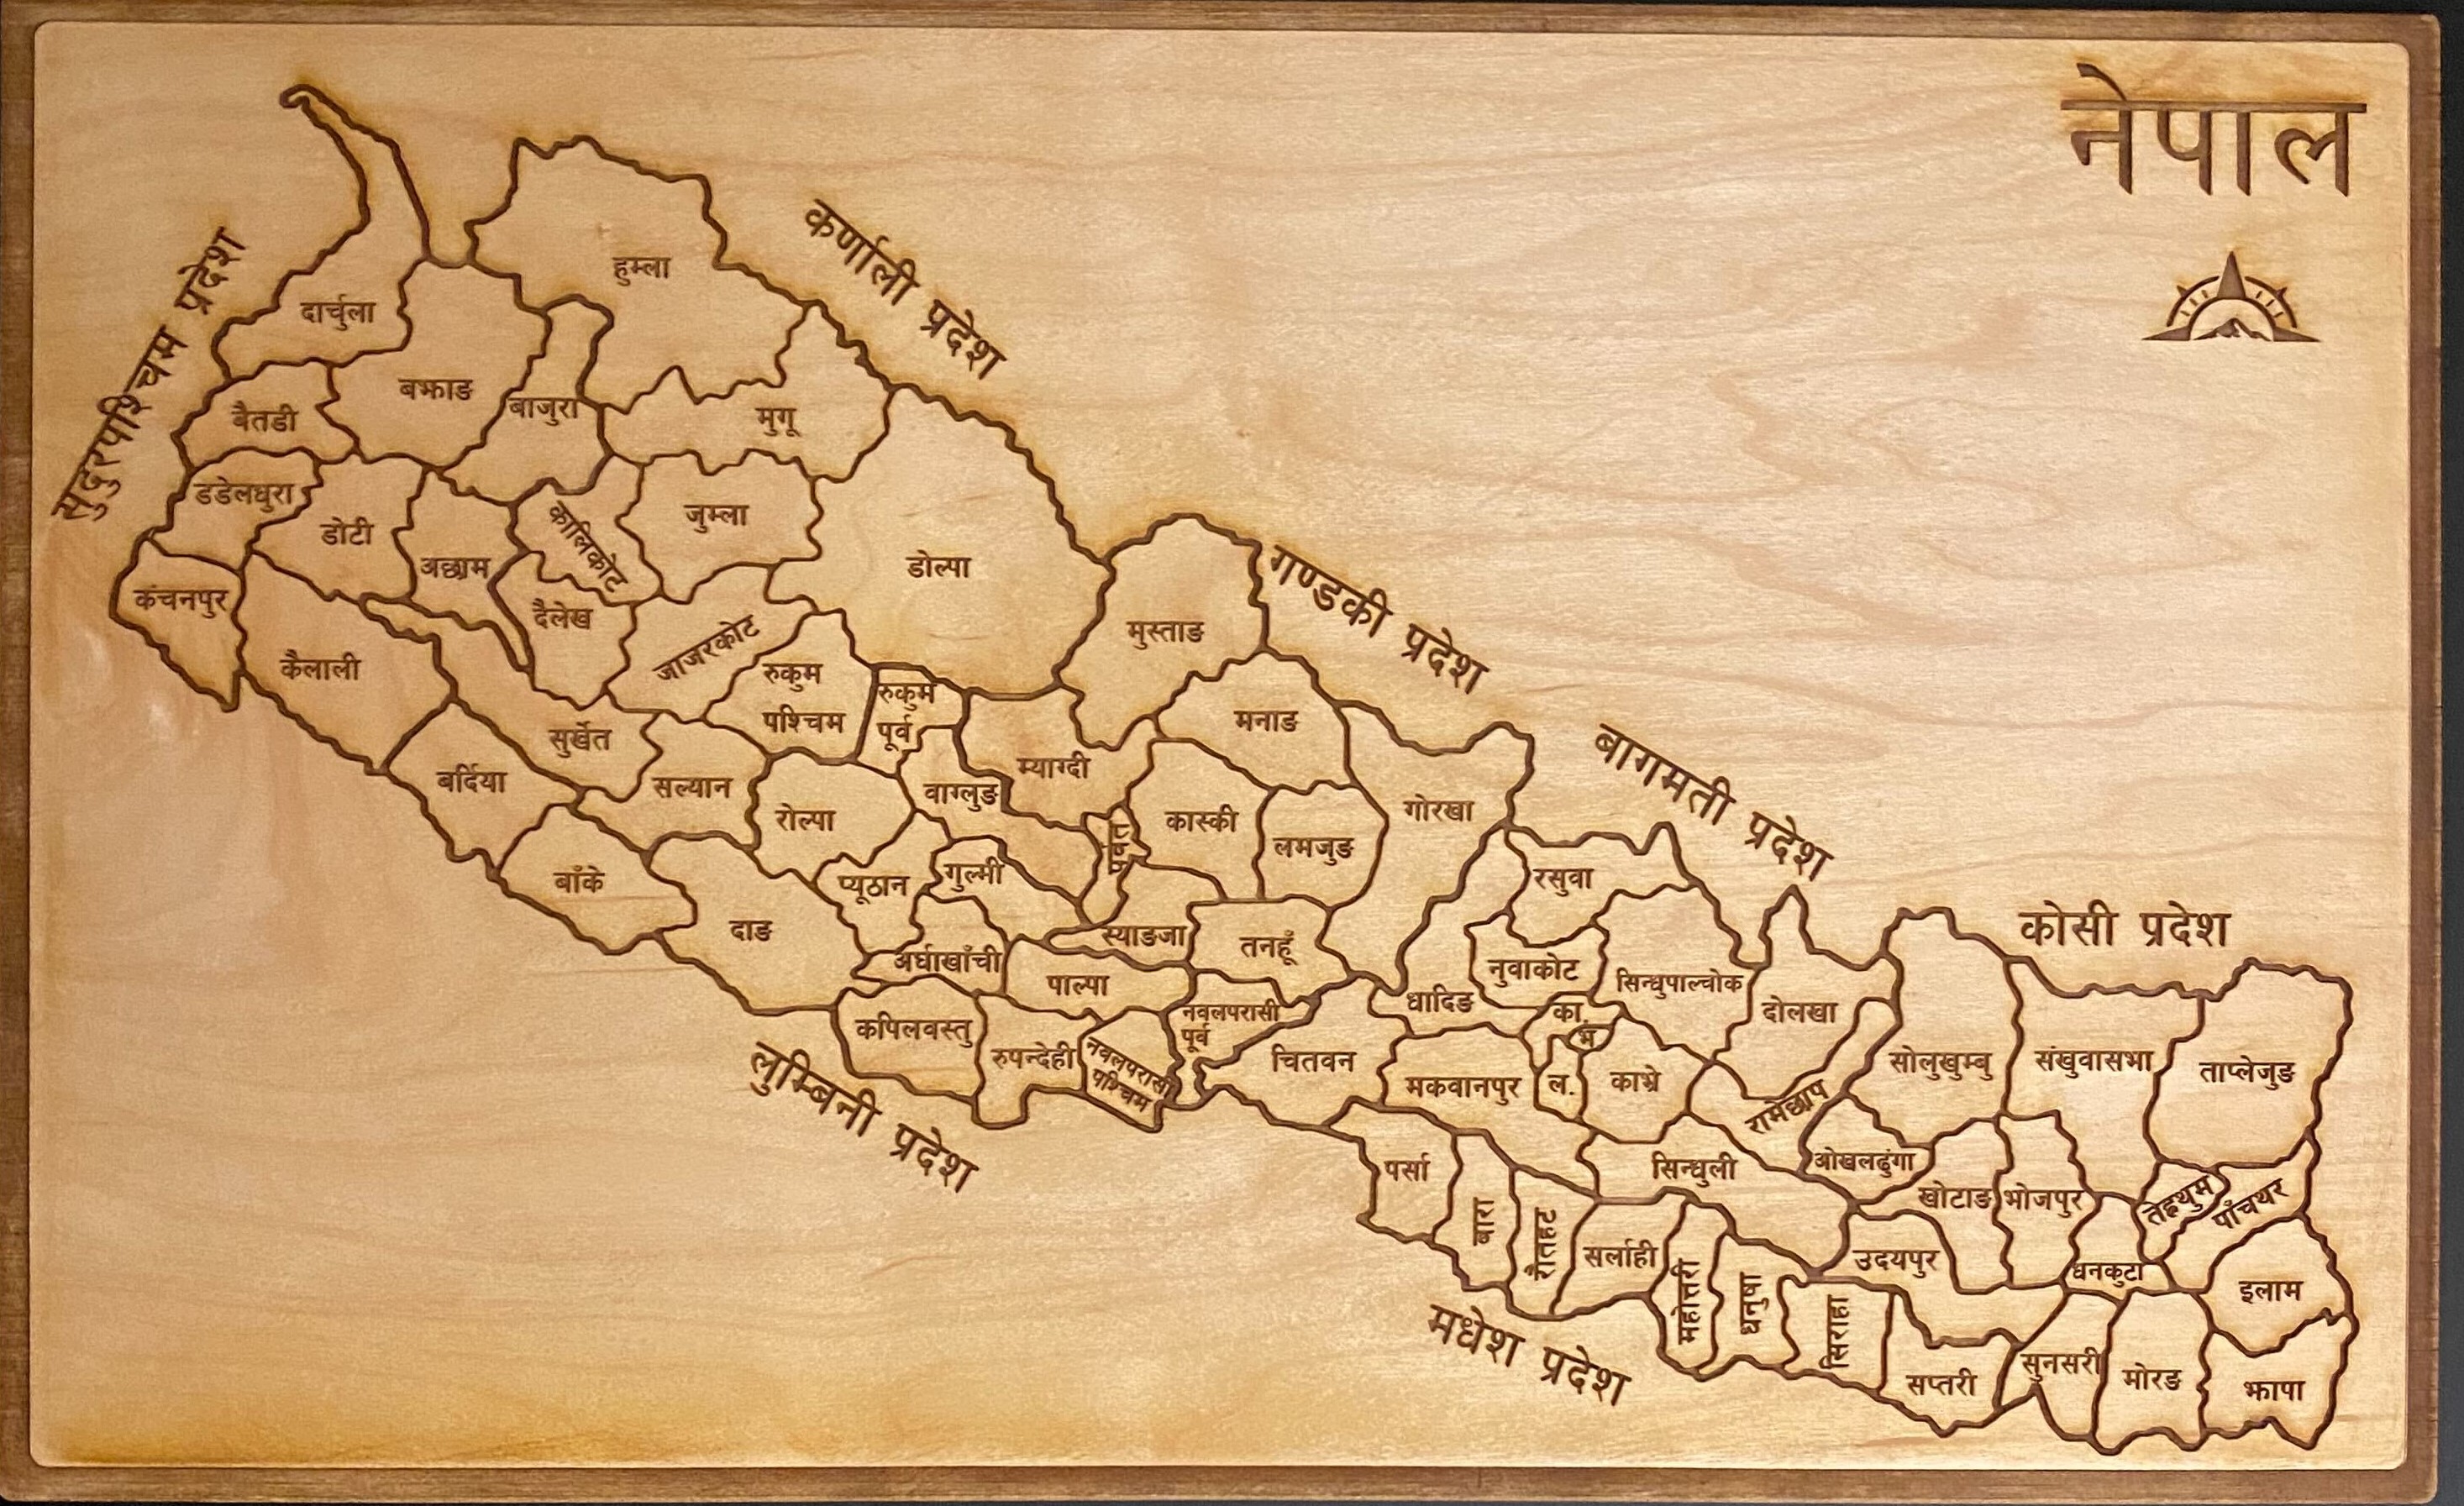 नेपाल
सुदुरपश्चिम प्रदेश
कर्णाली प्रदेश
गण्डकी प्रदेश
बागमती प्रदेश
कोसी प्रदेश
लुम्बिनी प्रदेश
मधेश प्रदेश
दार्चुला
बझाङ
बाजुरा
बैतडी
डडेलधुरा
डोटी
अछाम
कंचनपुर
कैलाली
हुम्ला
मुगू
जुम्ला
कालिकोट
दैलेख
डोल्पा
जाजरकोट
रुकुम
पश्चिम
सुर्खेत
सल्यान
रुकुम
पूर्व
रोल्पा
बर्दिया
बाँके
दाङ
प्यूठान
गुल्मी
अर्घाखाँची
पाल्पा
कपिलवस्तु
रुपन्देही
नवलपरासी
पश्चिम
मुस्ताङ
मनाङ
म्याग्दी
वाग्लुङ
कास्की
लमजुङ
गोरखा
स्याङजा
तनहूँ
नवलपरासी
पूर्व
रसुवा
नुवाकोट
सिन्धुपाल्चोक
धादिङ
का.
भ
ल.
काभ्रे
दोलखा
चितवन
मकवानपुर
रामेछाप
सिन्धुली
पर्सा
बारा
रौतहट
सर्लाही
महोत्तरी
धनुषा
सिराहा
सप्तरी
सोलुखुम्बु
संखुवासभा
ताप्लेजुङ
ओखलढुंगा
खोटाङ
भोजपुर
तेह्रथुम
पाँचथर
उदयपुर
धनकुटा
इलाम
सुनसरी
मोरङ
झापा